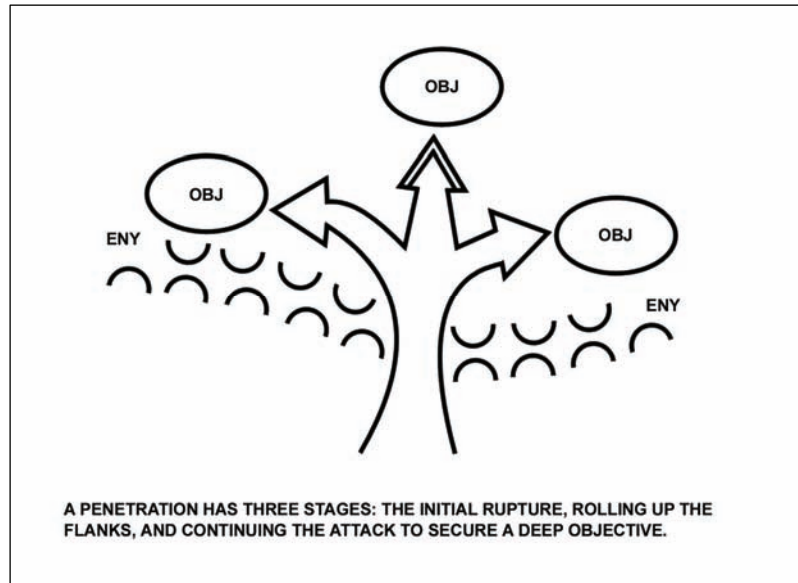 OBJ
OBJ
OBJ
ENY
ENY
A PENETRATION HAS THREE STAGES: THE INITIAL RUPTURE, ROLLING UP THE
FLANKS, AND CONTINUING THE ATTACK TO SECURE A DEEP OBJECTIVE.